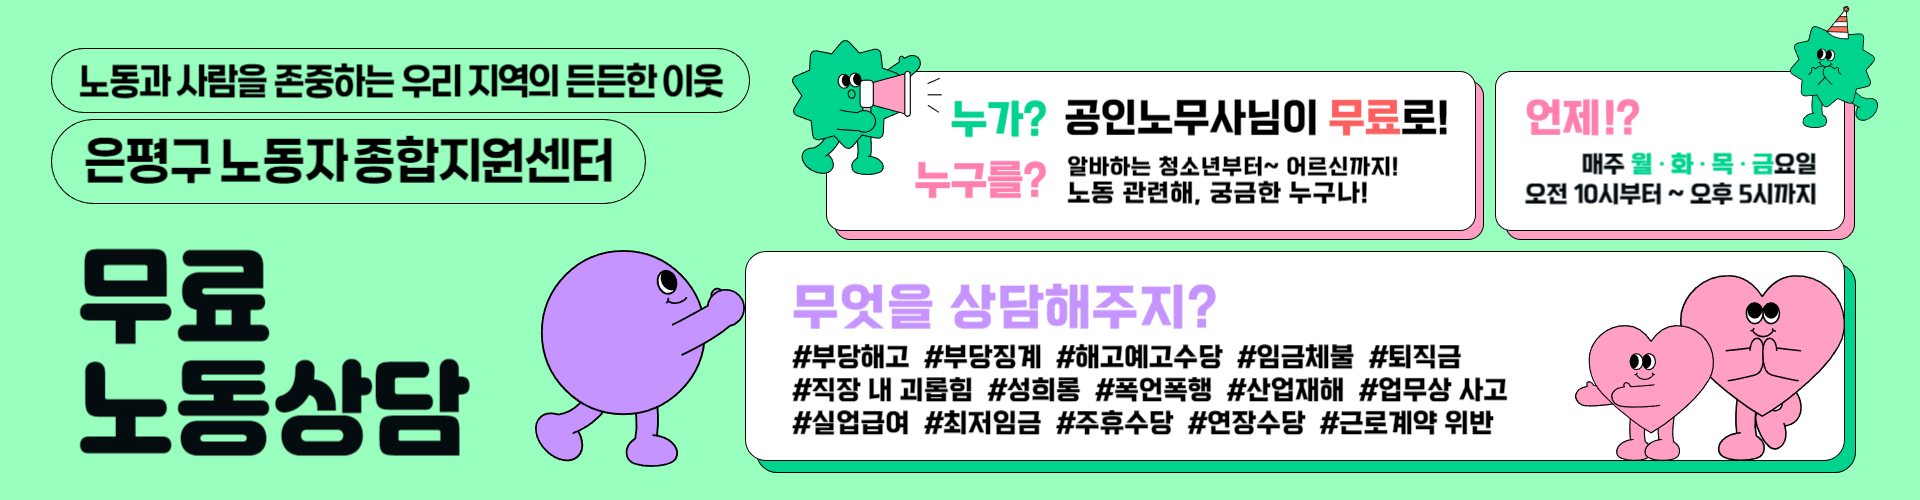 노동과 사람을 존중하는 우리 지역의 든든한 이웃
은평구 노동자 종합지원센터
무료
노동상담
누가? 공인노무사님이 무료로!
누구를? 알바하는 청소년부터~ 어르신까지!
노동 관련해, 궁금한 누구나!
언제!?
매주 월·화·목·금요일
오전 10시부터 ~ 오후 5시까지
무엇을 상담해주지?
#부당해고 #부당징계 #해고예고수당 #임금체불 #퇴직금
#직장 내 괴롭힘 #성희롱 #폭언폭행 #산업재해 #업무상 사고
#실업급여 #최저임금 #주휴수당 #연장수당 #근로계약 위반